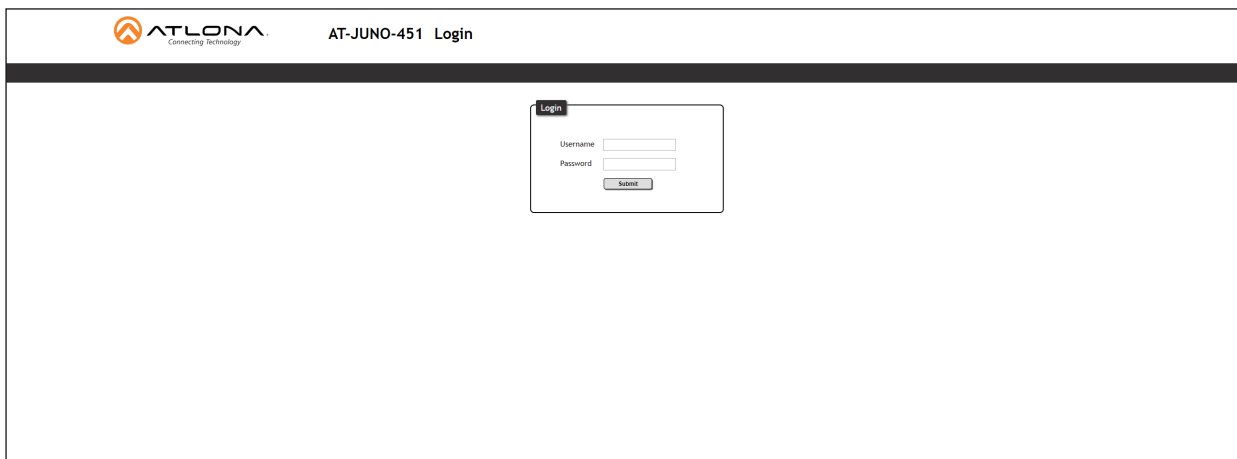 ATLONA.
Connecting Technology
AT-JUNO-451 Login
Login
Username
Password
Submit